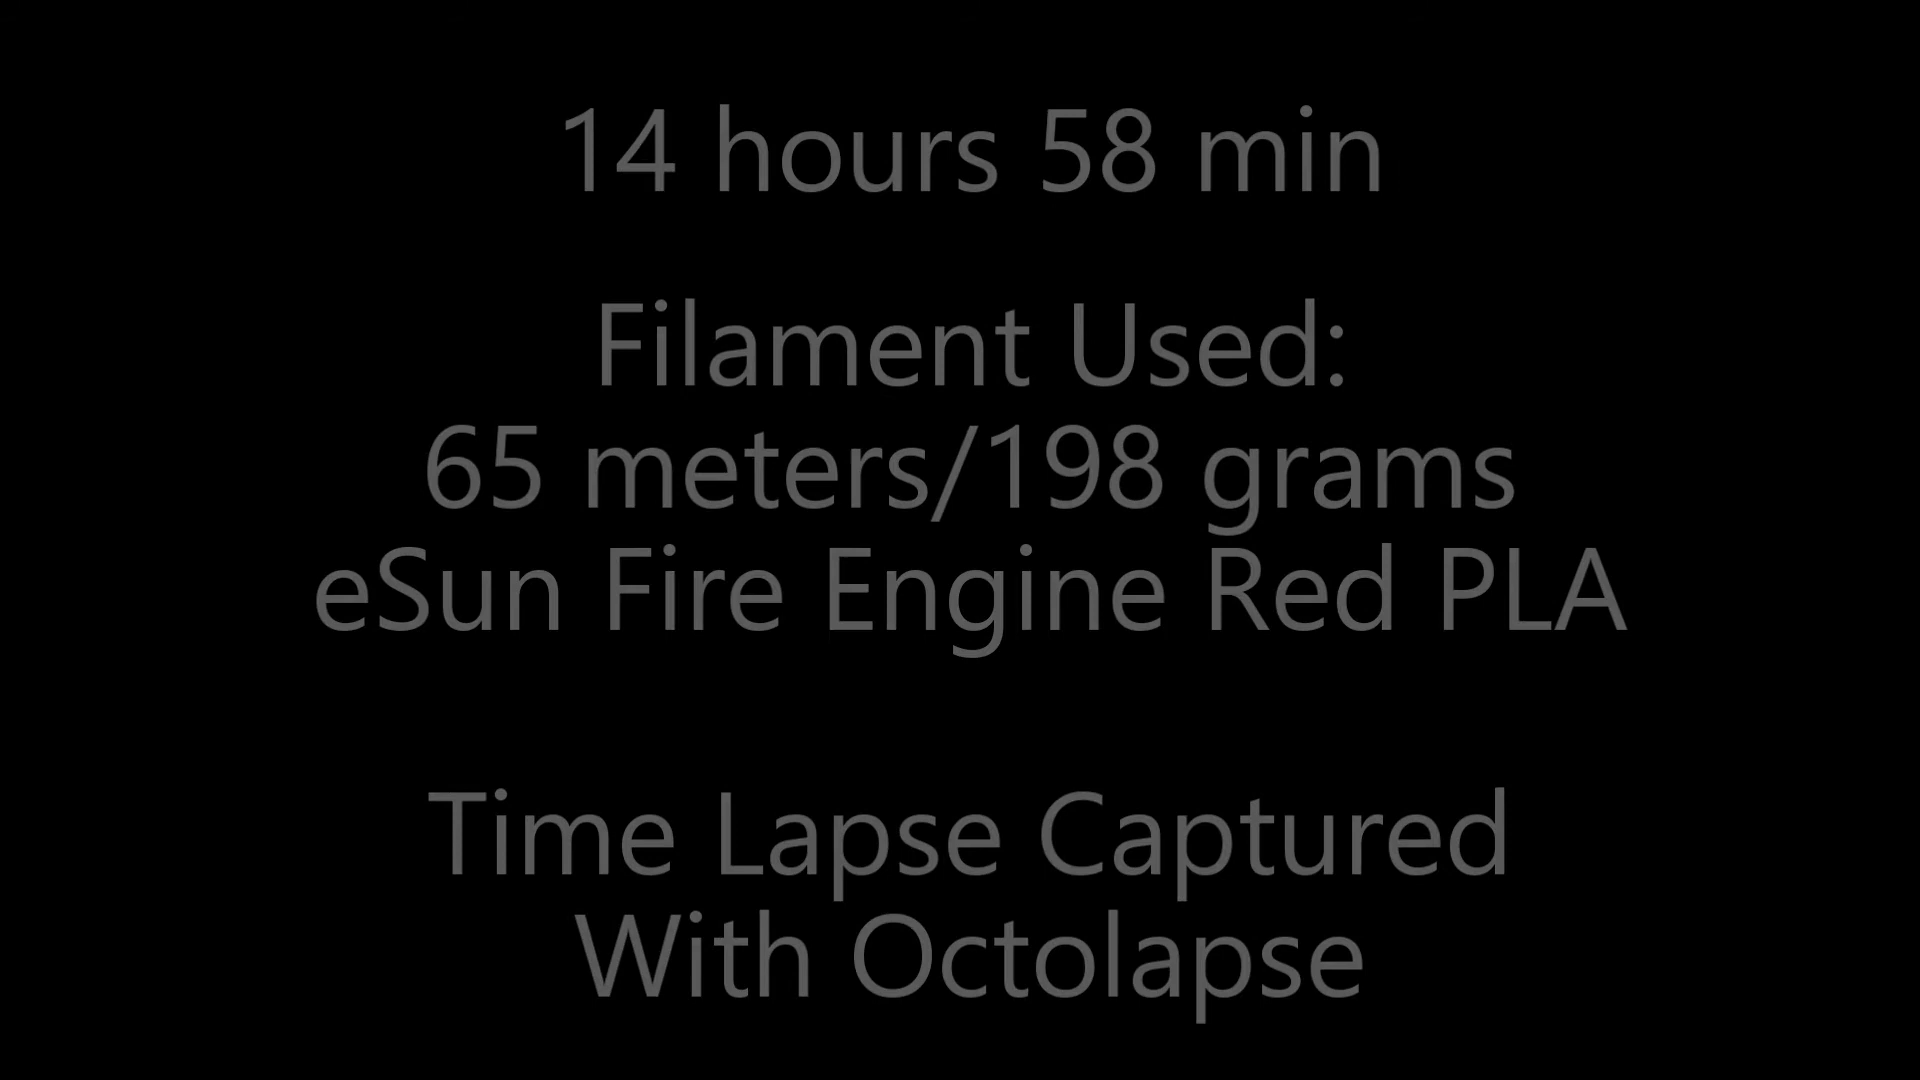 14 hours 58 min
Filament Used:
65 meters/198 grams
eSun Fire Engine Red PLA
Time Lapse Captured
With Octolapse